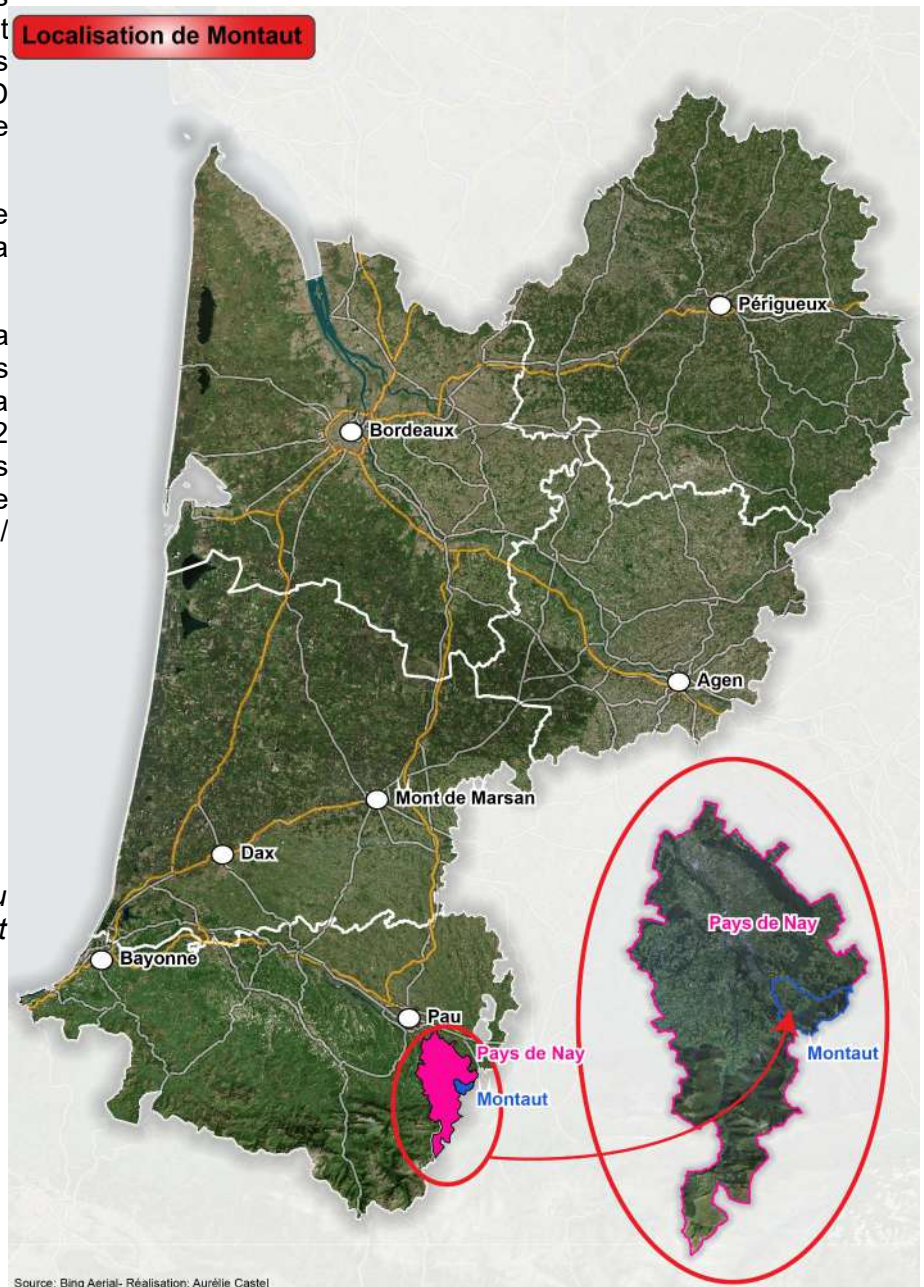 Localisation de Montaut
Périgueux
Bordeaux
Agen
Mont de Marsan
Dax
Bayonne
Pau
Pays de Nay
Montaut
Pays de Nay
Montaut
Source: Bing Aerial- Réalisation: Aurélie Castel